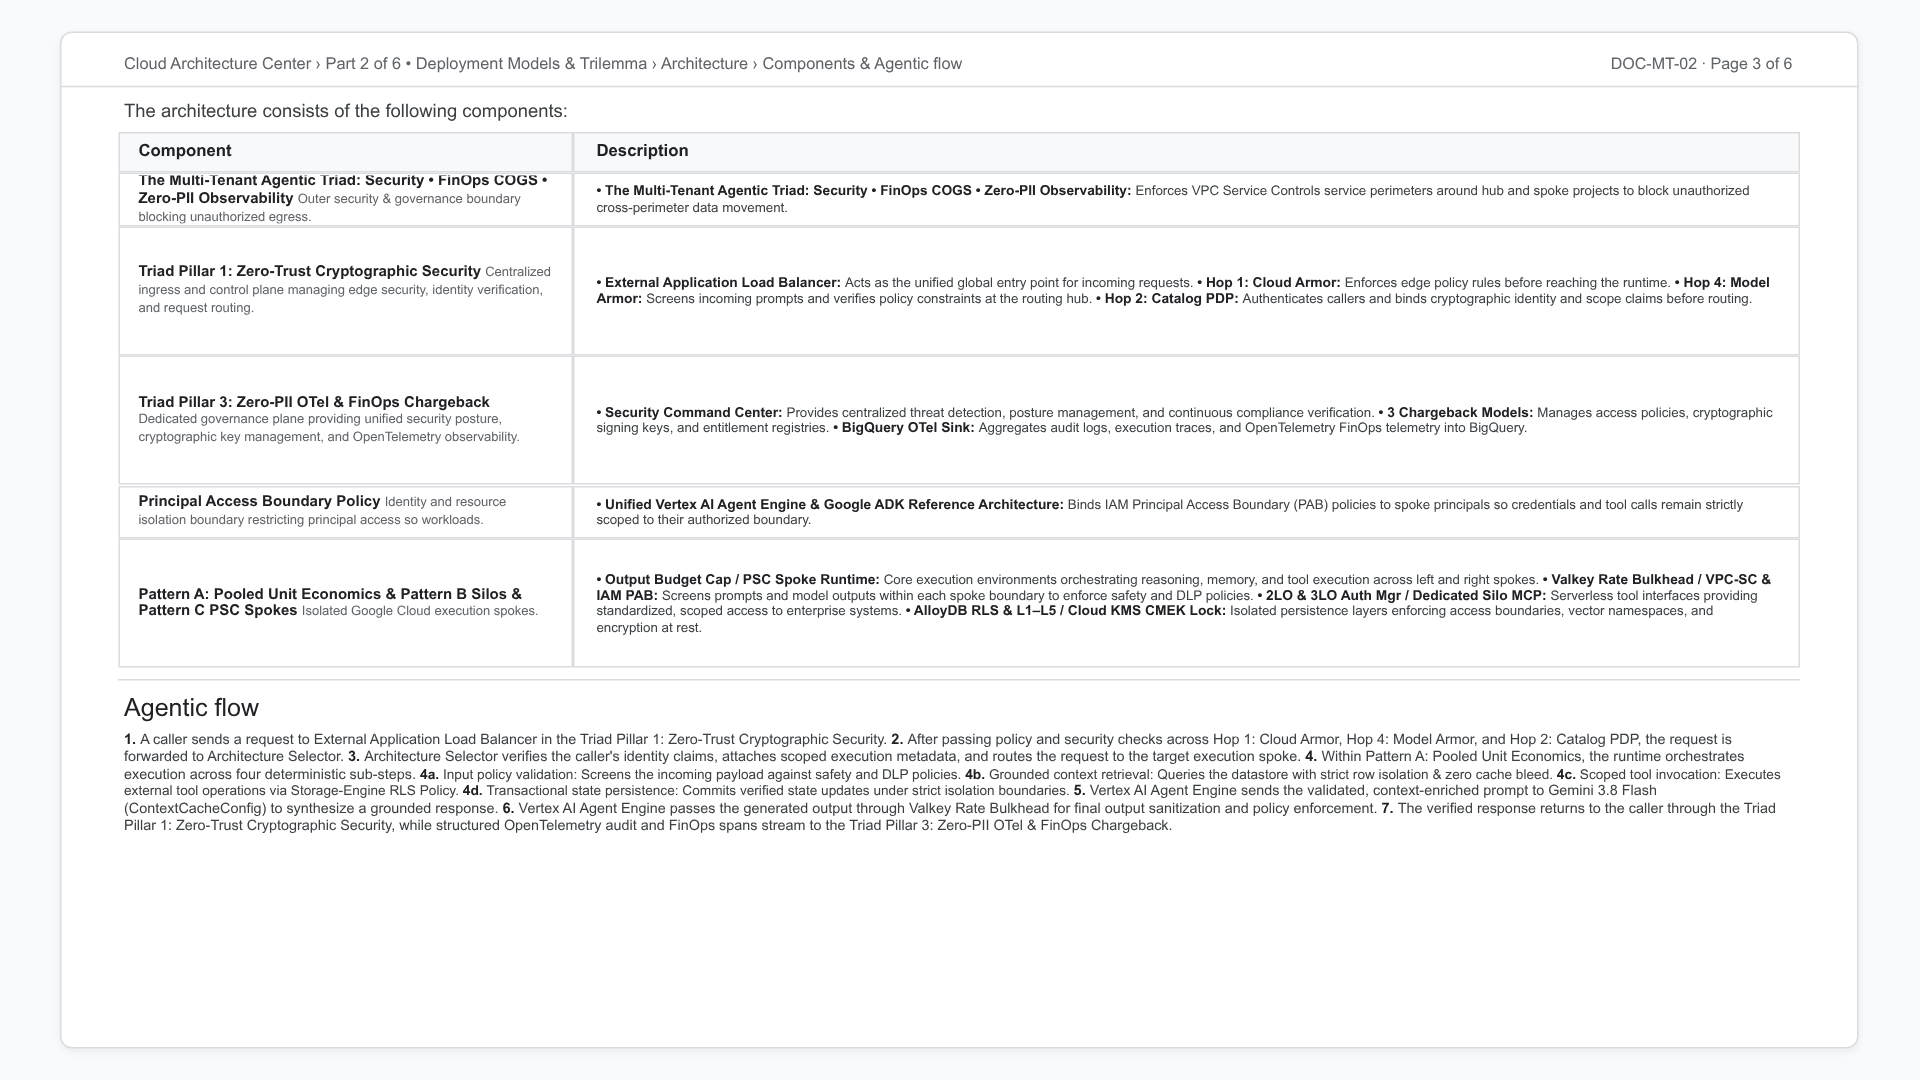 Cloud Architecture Center › Part 2 of 6 • Deployment Models & Trilemma › Architecture › Components & Agentic flow
DOC-MT-02 · Page 3 of 6
The architecture consists of the following components:
Component
Description
The Multi-Tenant Agentic Triad: Security • FinOps COGS •
Zero-PII Observability Outer security & governance boundary
blocking unauthorized egress.
• The Multi-Tenant Agentic Triad: Security • FinOps COGS • Zero-PII Observability: Enforces VPC Service Controls service perimeters around hub and spoke projects to block unauthorized
cross-perimeter data movement.
Triad Pillar 1: Zero-Trust Cryptographic Security Centralized
ingress and control plane managing edge security, identity verification,
and request routing.
• External Application Load Balancer: Acts as the unified global entry point for incoming requests. • Hop 1: Cloud Armor: Enforces edge policy rules before reaching the runtime. • Hop 4: Model
Armor: Screens incoming prompts and verifies policy constraints at the routing hub. • Hop 2: Catalog PDP: Authenticates callers and binds cryptographic identity and scope claims before routing.
Triad Pillar 3: Zero-PII OTel & FinOps Chargeback
Dedicated governance plane providing unified security posture,
cryptographic key management, and OpenTelemetry observability.
• Security Command Center: Provides centralized threat detection, posture management, and continuous compliance verification. • 3 Chargeback Models: Manages access policies, cryptographic
signing keys, and entitlement registries. • BigQuery OTel Sink: Aggregates audit logs, execution traces, and OpenTelemetry FinOps telemetry into BigQuery.
Principal Access Boundary Policy Identity and resource
isolation boundary restricting principal access so workloads.
• Unified Vertex AI Agent Engine & Google ADK Reference Architecture: Binds IAM Principal Access Boundary (PAB) policies to spoke principals so credentials and tool calls remain strictly
scoped to their authorized boundary.
Pattern A: Pooled Unit Economics & Pattern B Silos &
Pattern C PSC Spokes Isolated Google Cloud execution spokes.
• Output Budget Cap / PSC Spoke Runtime: Core execution environments orchestrating reasoning, memory, and tool execution across left and right spokes. • Valkey Rate Bulkhead / VPC-SC &
IAM PAB: Screens prompts and model outputs within each spoke boundary to enforce safety and DLP policies. • 2LO & 3LO Auth Mgr / Dedicated Silo MCP: Serverless tool interfaces providing
standardized, scoped access to enterprise systems. • AlloyDB RLS & L1–L5 / Cloud KMS CMEK Lock: Isolated persistence layers enforcing access boundaries, vector namespaces, and
encryption at rest.
Agentic flow
1. A caller sends a request to External Application Load Balancer in the Triad Pillar 1: Zero-Trust Cryptographic Security. 2. After passing policy and security checks across Hop 1: Cloud Armor, Hop 4: Model Armor, and Hop 2: Catalog PDP, the request is
forwarded to Architecture Selector. 3. Architecture Selector verifies the caller's identity claims, attaches scoped execution metadata, and routes the request to the target execution spoke. 4. Within Pattern A: Pooled Unit Economics, the runtime orchestrates
execution across four deterministic sub-steps. 4a. Input policy validation: Screens the incoming payload against safety and DLP policies. 4b. Grounded context retrieval: Queries the datastore with strict row isolation & zero cache bleed. 4c. Scoped tool invocation: Executes
external tool operations via Storage-Engine RLS Policy. 4d. Transactional state persistence: Commits verified state updates under strict isolation boundaries. 5. Vertex AI Agent Engine sends the validated, context-enriched prompt to Gemini 3.8 Flash
(ContextCacheConfig) to synthesize a grounded response. 6. Vertex AI Agent Engine passes the generated output through Valkey Rate Bulkhead for final output sanitization and policy enforcement. 7. The verified response returns to the caller through the Triad
Pillar 1: Zero-Trust Cryptographic Security, while structured OpenTelemetry audit and FinOps spans stream to the Triad Pillar 3: Zero-PII OTel & FinOps Chargeback.